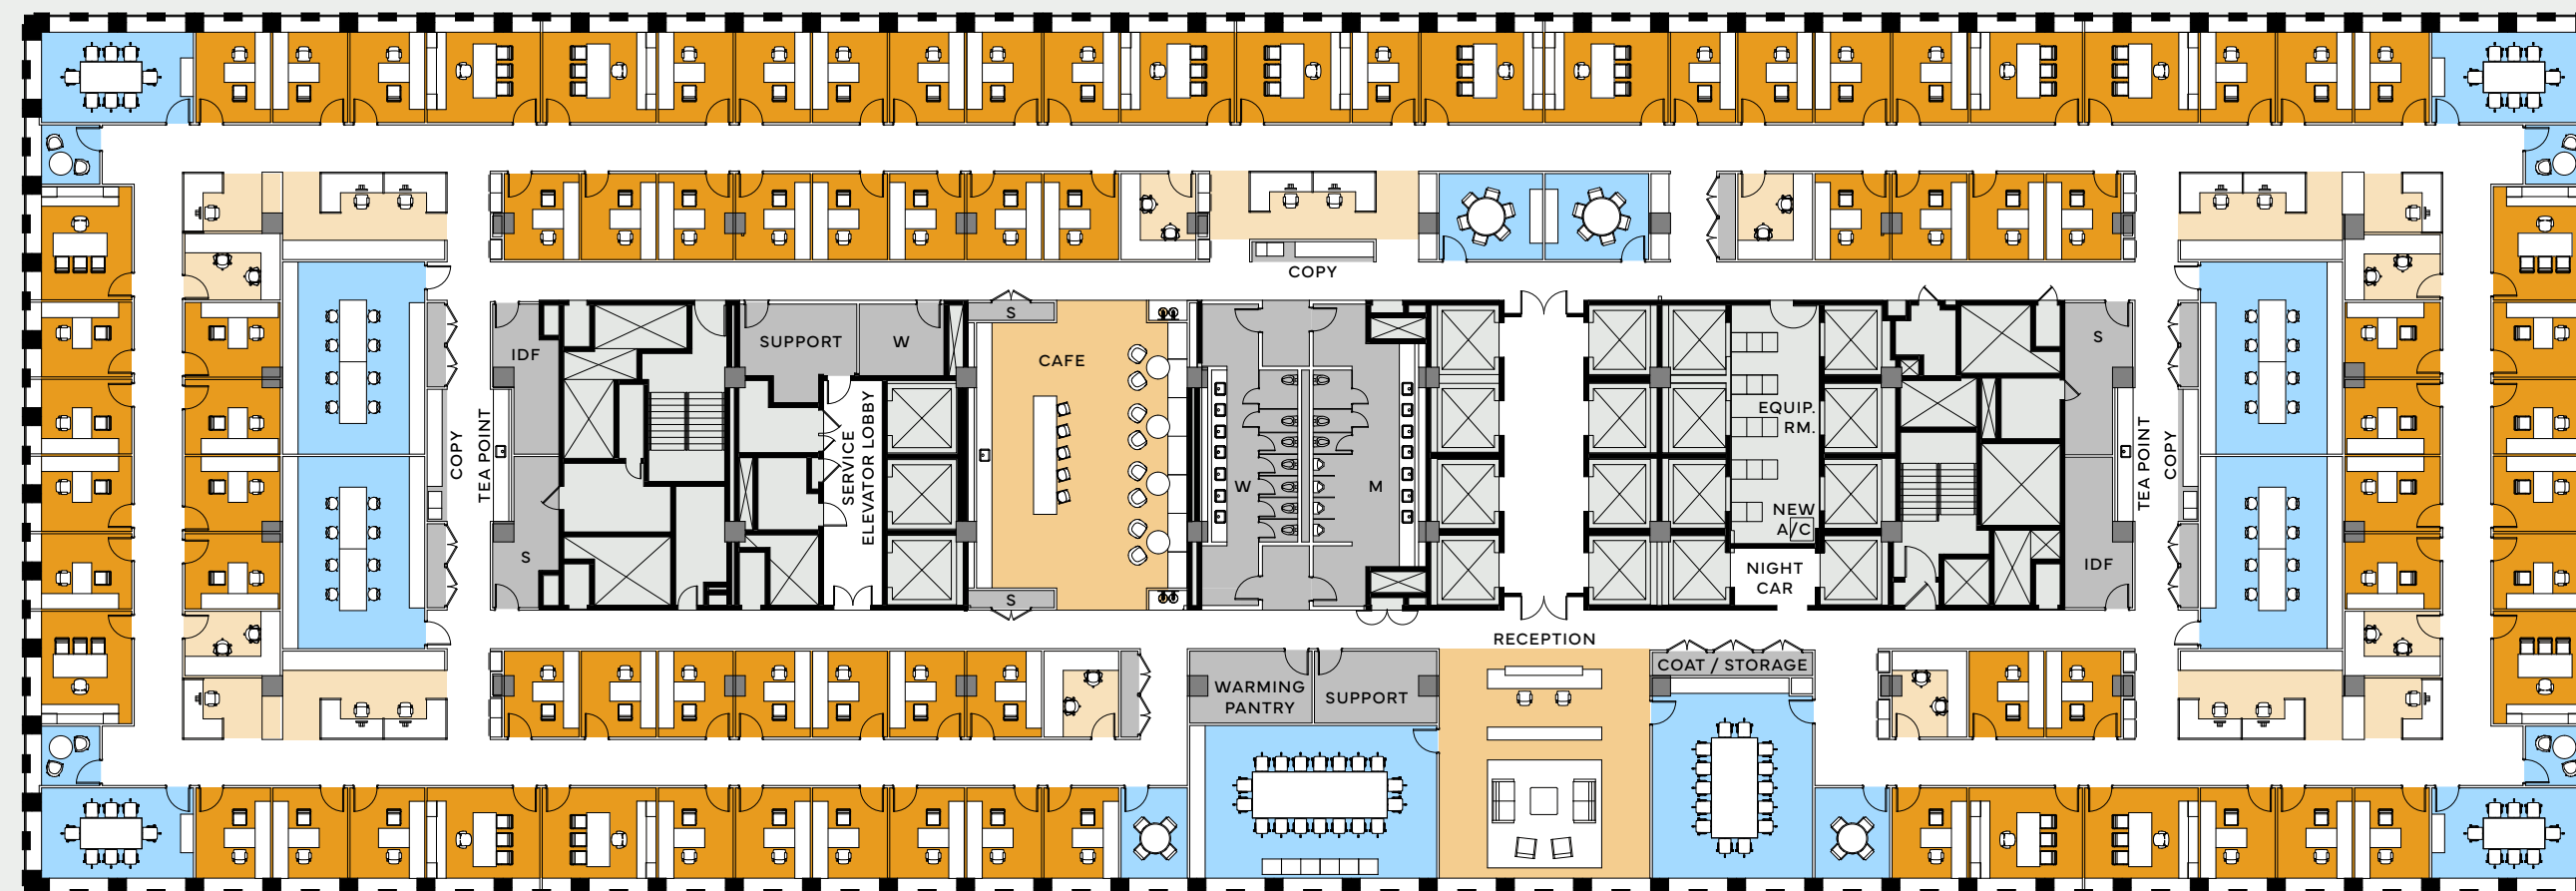 COPY
S
IDF
SUPPORT
W
CAFE
S
EQUIP.
RM.
COPY
TEA POINT
SERVICE
ELEVATOR LOBBY
TEA POINT
COPY
W
M
NEW
A/C
S
IDF
NIGHT
CAR
S
RECEPTION
COAT / STORAGE
WARMING
PANTRY
SUPPORT